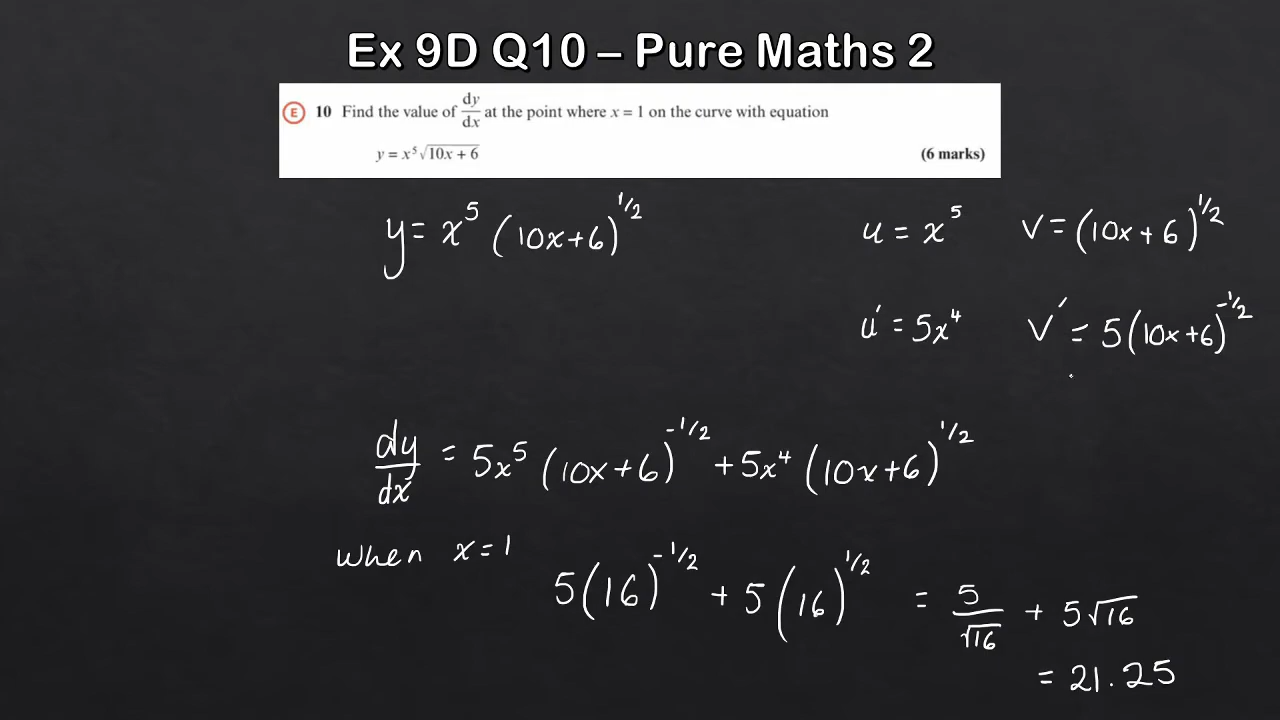 Ex 9D Q10 – Pure Maths 2
E 10 Find the value of dy/dx at the point where x = 1 on the curve with equation
y = x⁵√(10x + 6) (6 marks)
y = x⁵ (10x+6)^1/2 u = x⁵ v = (10x+6)^1/2
u' = 5x⁴ v' = 5(10x+6)^-1/2
dy/dx = 5x⁵ (10x+6)^-1/2 + 5x⁴ (10x+6)^1/2
when x = 1
5(16)^-1/2 + 5(16)^1/2 = 5/√16 + 5√16
= 21.25